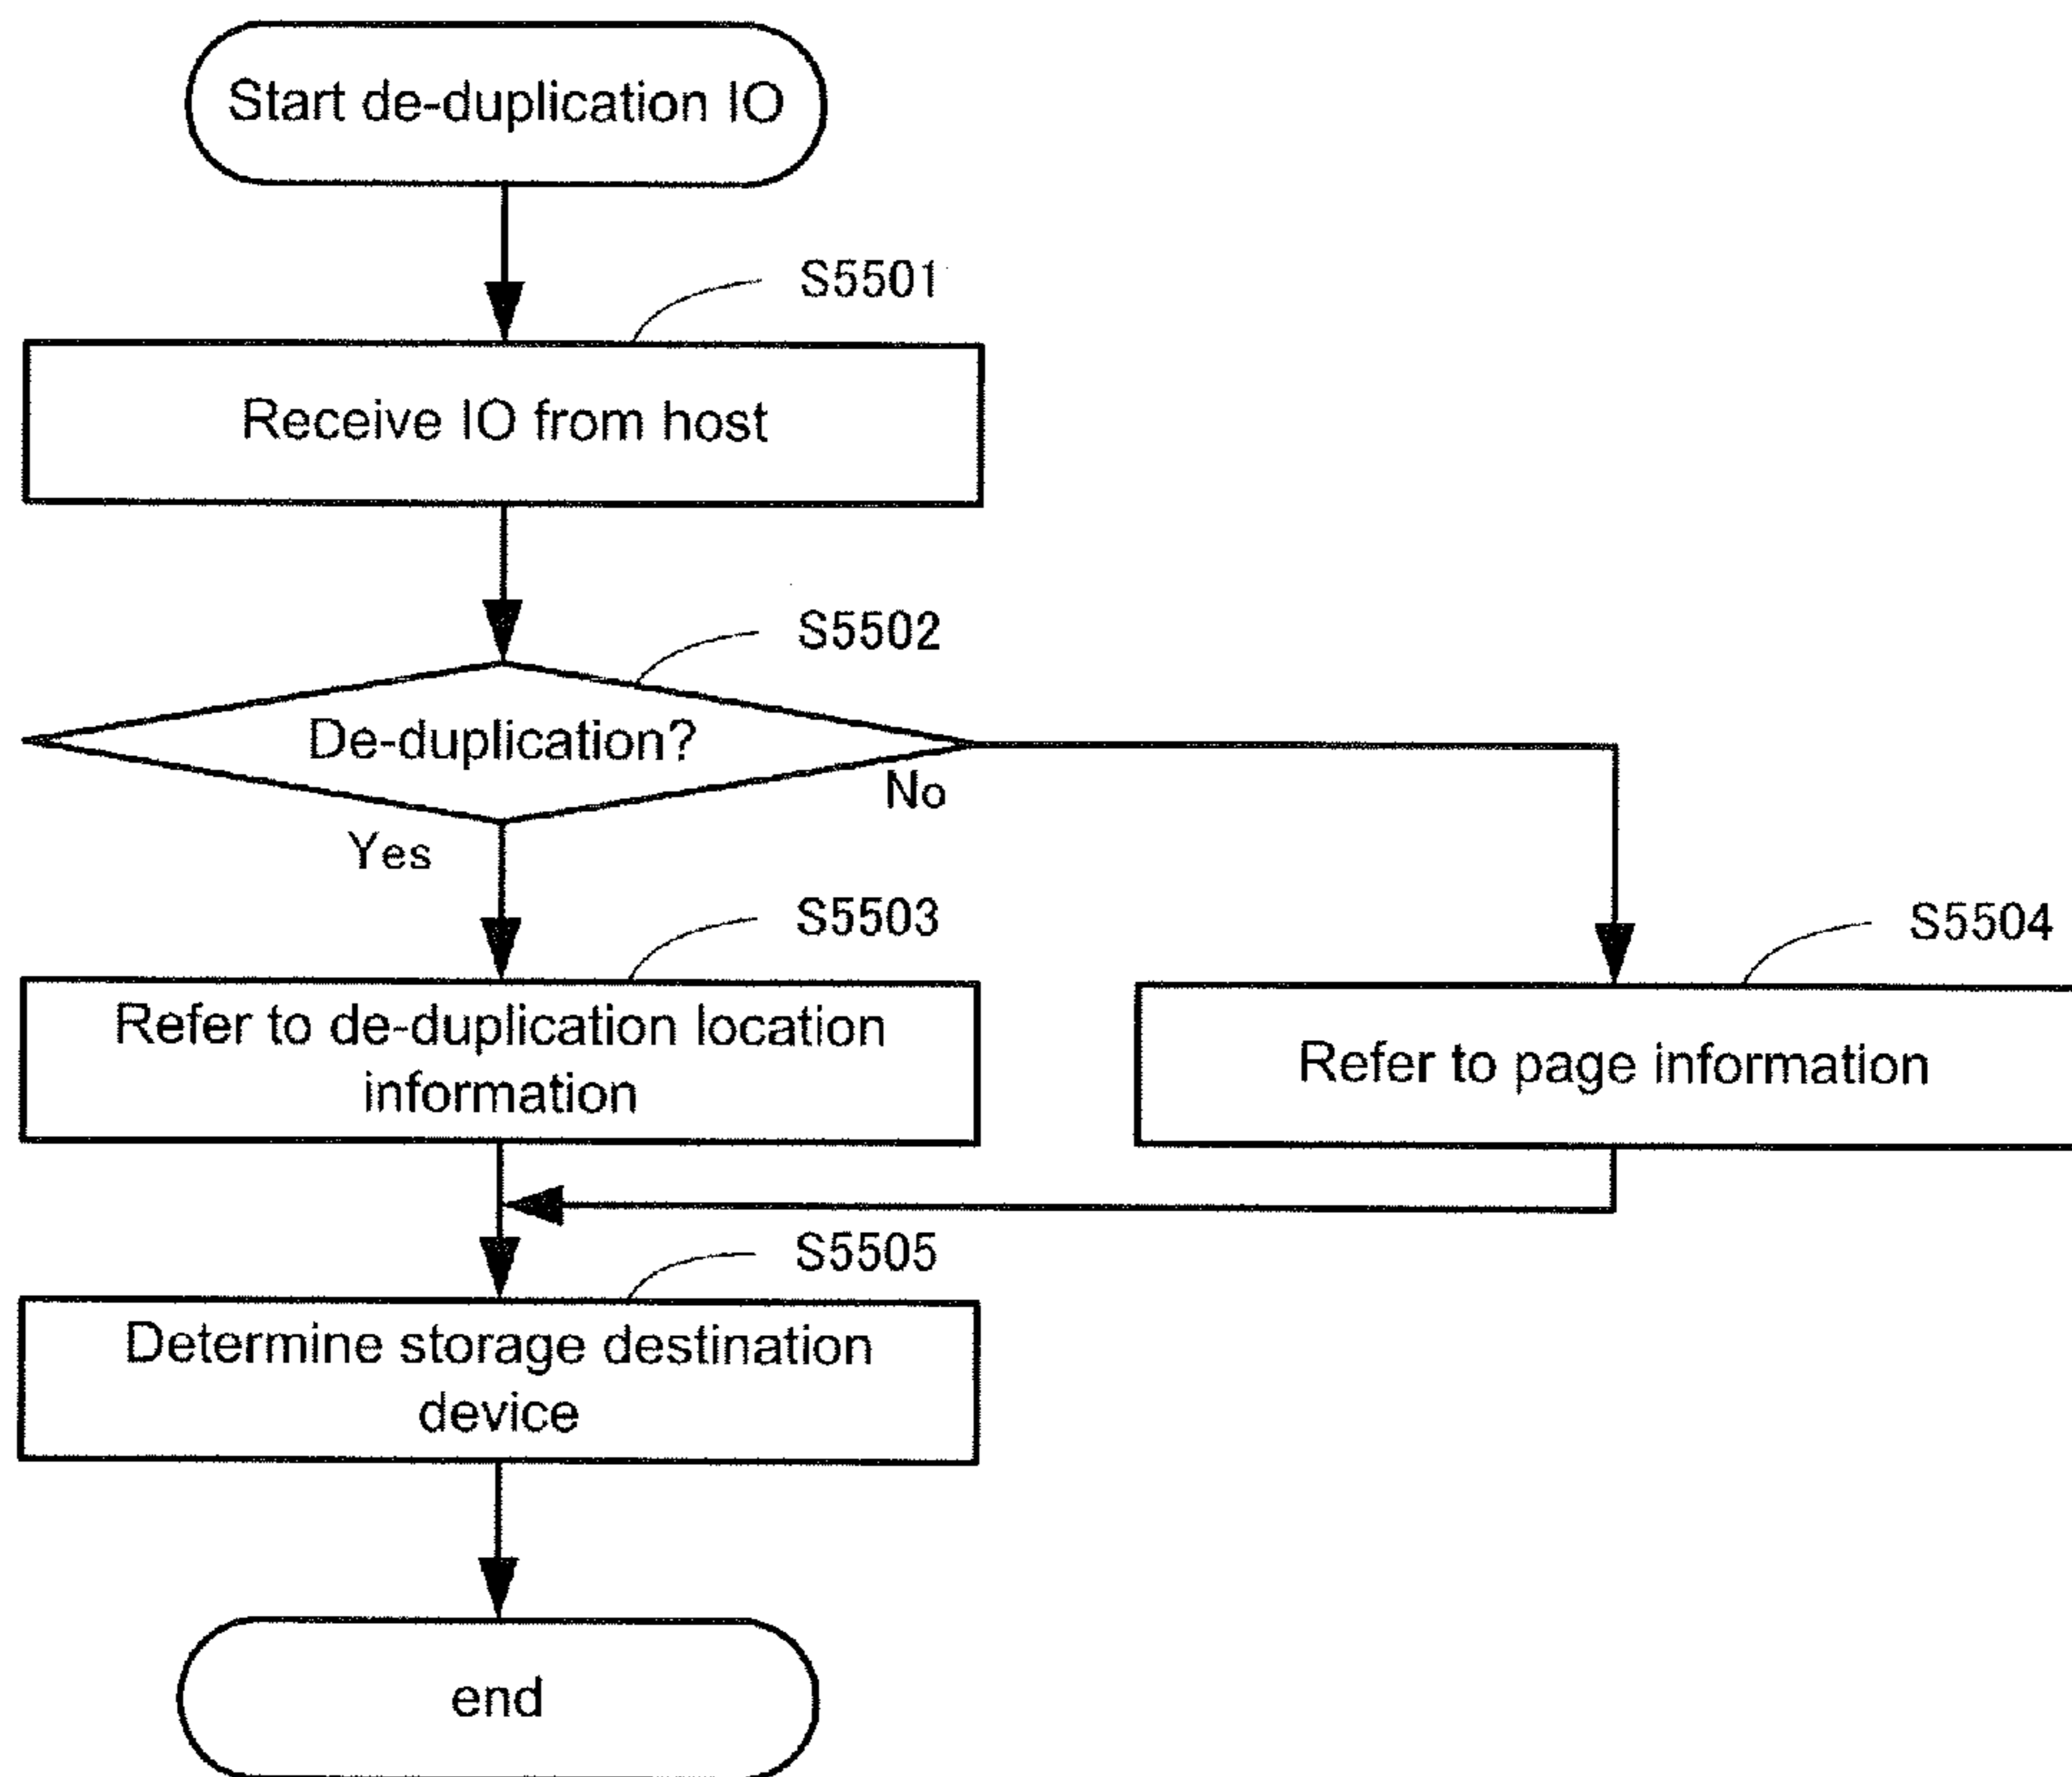 Start de-duplication IO
S5501
Receive IO from host
S5502
De-duplication?
No
Yes
S5503
S5504
Refer to de-duplication location
information
Refer to page information
S5505
Determine storage destination
device
end